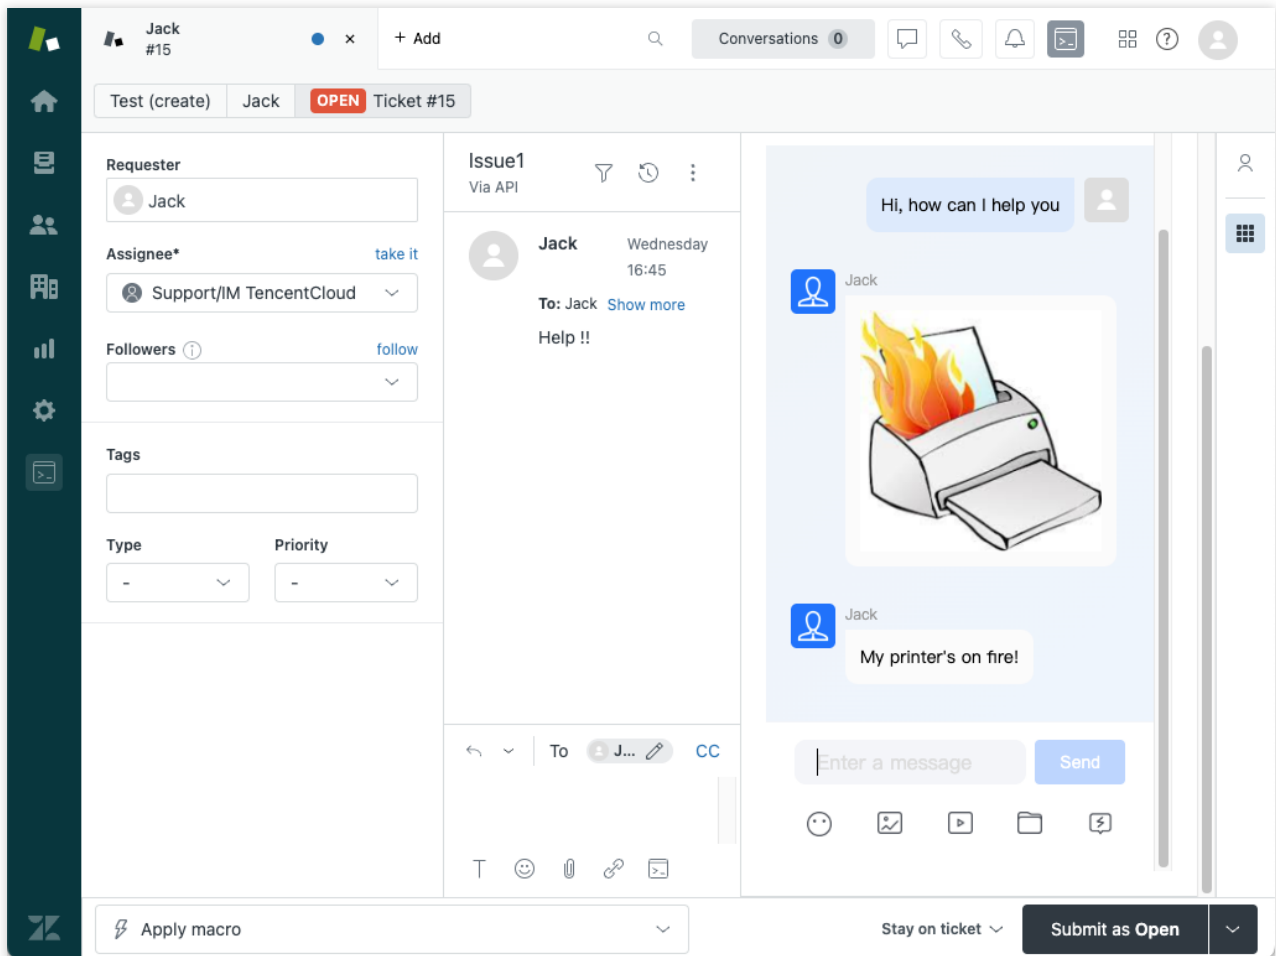 Jack
#15
+ Add
Conversations 0
Test (create)
Jack
OPEN Ticket #15
Requester
Jack
Assignee*
take it
Support/IM TencentCloud
Followers
follow
Tags
Type
Priority
-
-
Issue1
Via API
Jack
Wednesday
16:45
To: Jack Show more
Help !!
To
J...
CC
Hi, how can I help you
Jack
Jack
My printer's on fire!
Enter a message
Send
Apply macro
Stay on ticket
Submit as Open